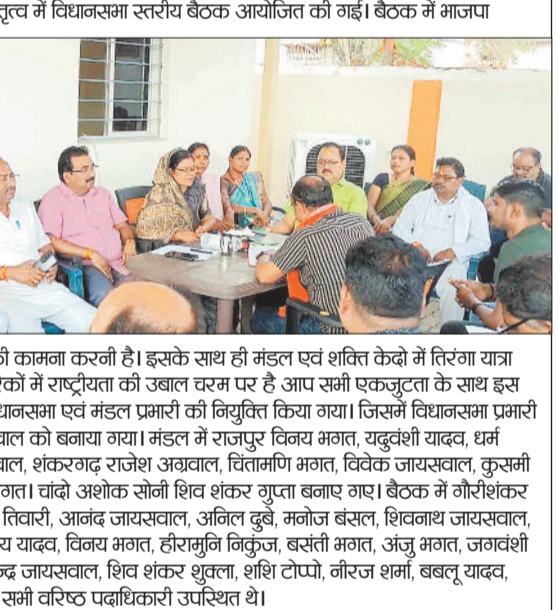 तृत्व में विधानसभा स्तरीय बैठक आयोजित की गई। बैठक में भाजपा
की कामना करनी है। इसके साथ ही मंडल एवं शक्ति केदो में तिरंगा यात्रा
रेकों में राष्ट्रीयता की उबाल चरम पर है आप सभी एकजुटता के साथ इस
धानसभा एवं मंडल प्रभारी की नियुक्ति किया गया। जिसमें विधानसभा प्रभारी
वाल को बनाया गया। मंडल में राजपुर विनय भगत, यदुवंशी यादव, धर्म
वाल, शंकरगढ़ राजेश अग्रवाल, चिंतामणि भगत, विवेक जायसवाल, कुसमी
गत। चांदो अशोक सोनी शिव शंकर गुप्ता बनाए गए। बैठक में गौरीशंकर
तिवारी, आनंद जायसवाल, अनिल दुबे, मनोज बंसल, शिवनाथ जायसवाल,
य यादव, विनय भगत, हीरामुनि निकुंज, बसंती भगत, अंजु भगत, जगवंशी
न्द्र जायसवाल, शिव शंकर शुक्ला, शशि टोप्पो, नीरज शर्मा, बबलू यादव,
सभी वरिष्ठ पदाधिकारी उपस्थित थे।